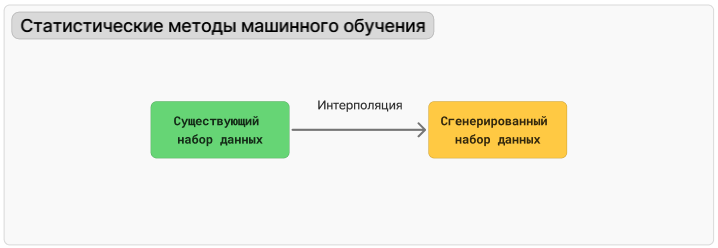 Статистические методы машинного обучения
Интерполяция
Существующий
набор данных
Сгенерированный
набор данных